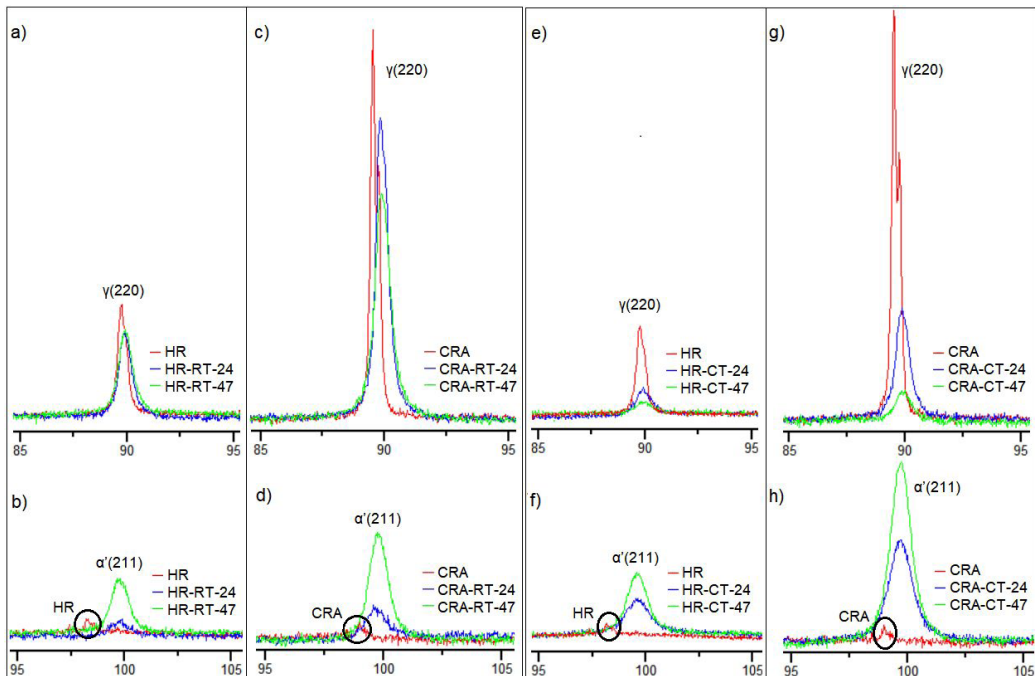 a)
γ(220)
HR
HR-RT-24
HR-RT-47
85 90 95
b)
α'(211)
HR
HR
HR-RT-24
HR-RT-47
95 100 105
c)
γ(220)
CRA
CRA-RT-24
CRA-RT-47
85 90 95
d)
α'(211)
CRA
CRA
CRA-RT-24
CRA-RT-47
95 100 105
e)
γ(220)
HR
HR-CT-24
HR-CT-47
85 90 95
f)
α'(211)
HR
HR
HR-CT-24
HR-CT-47
95 100 105
g)
γ(220)
CRA
CRA-CT-24
CRA-CT-47
85 90 95
h)
α'(211)
CRA
CRA
CRA-CT-24
CRA-CT-47
95 100 105